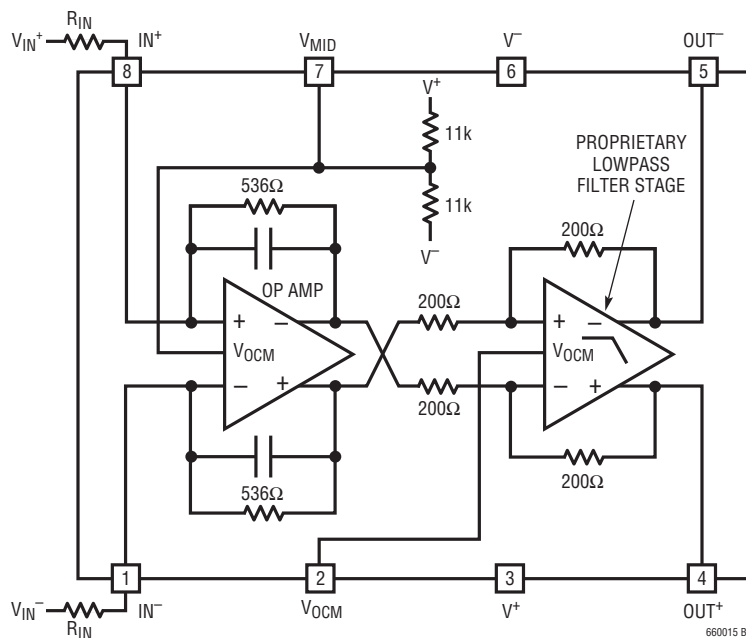 R_IN
V_IN⁺
IN⁺
V_MID
V⁻
OUT⁻
8
7
6
5
V⁺
11k
11k
V⁻
PROPRIETARY
LOWPASS
FILTER STAGE
536Ω
OP AMP
+
−
V_OCM
−
+
200Ω
200Ω
200Ω
+
−
V_OCM
−
+
200Ω
536Ω
1
2
3
4
V_IN⁻
R_IN
IN⁻
V_OCM
V⁺
OUT⁺